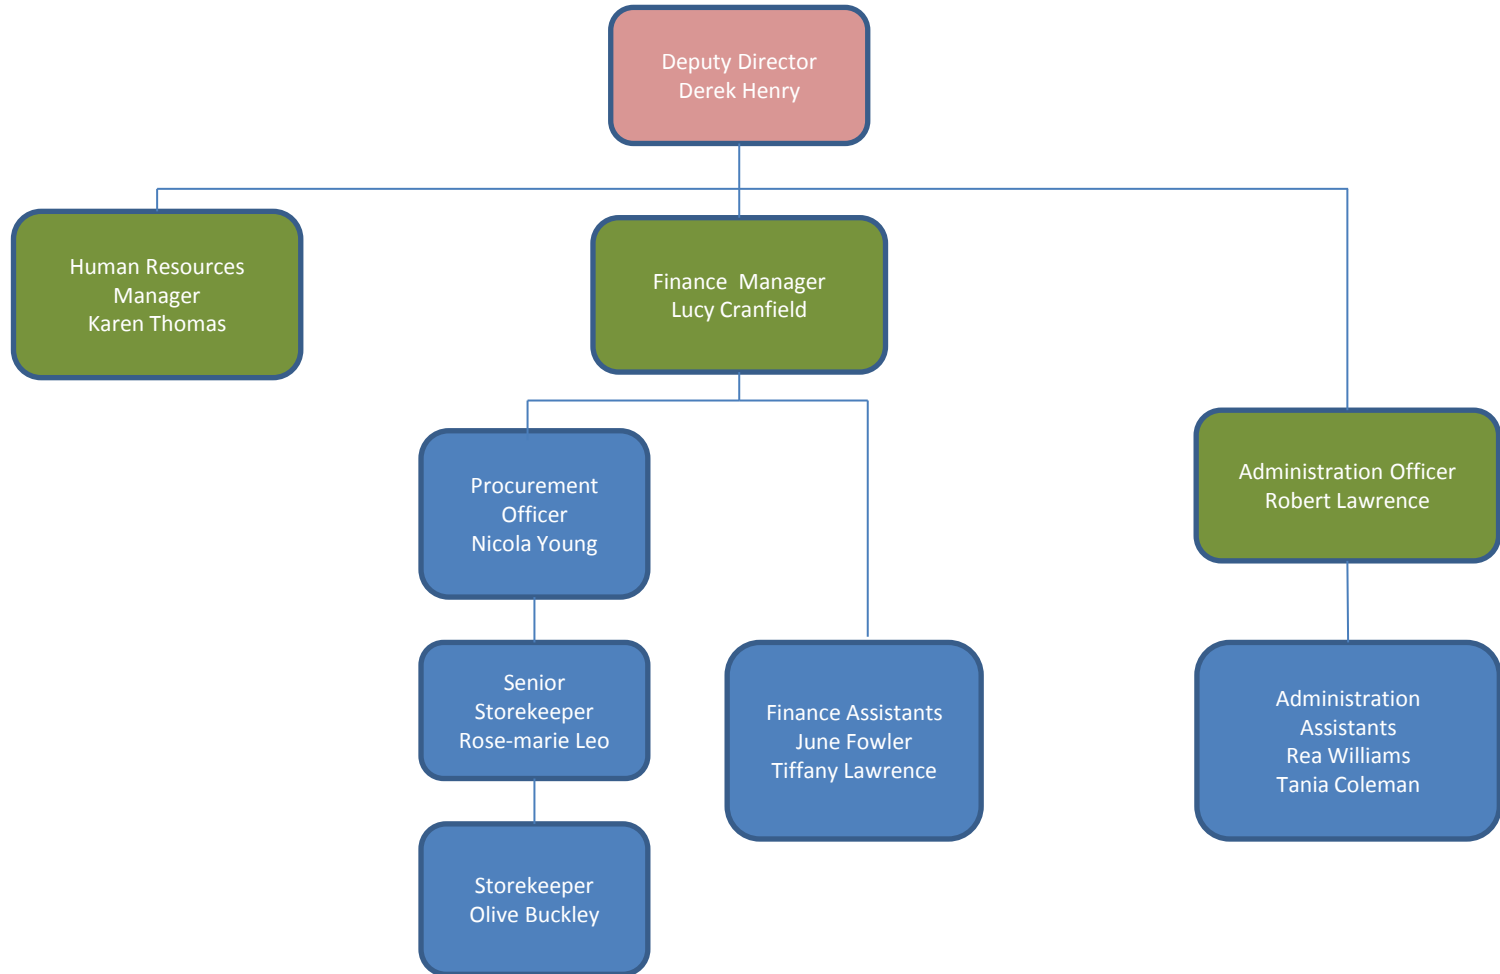 Deputy Director
Derek Henry
Human Resources
Manager
Karen Thomas
Finance  Manager
Lucy Cranfield
Procurement
Officer
Nicola Young
Administration Officer
Robert Lawrence
Senior
Storekeeper
Rose-marie Leo
Finance Assistants
June Fowler
Tiffany Lawrence
Administration
Assistants
Rea Williams
Tania Coleman
Storekeeper
Olive Buckley